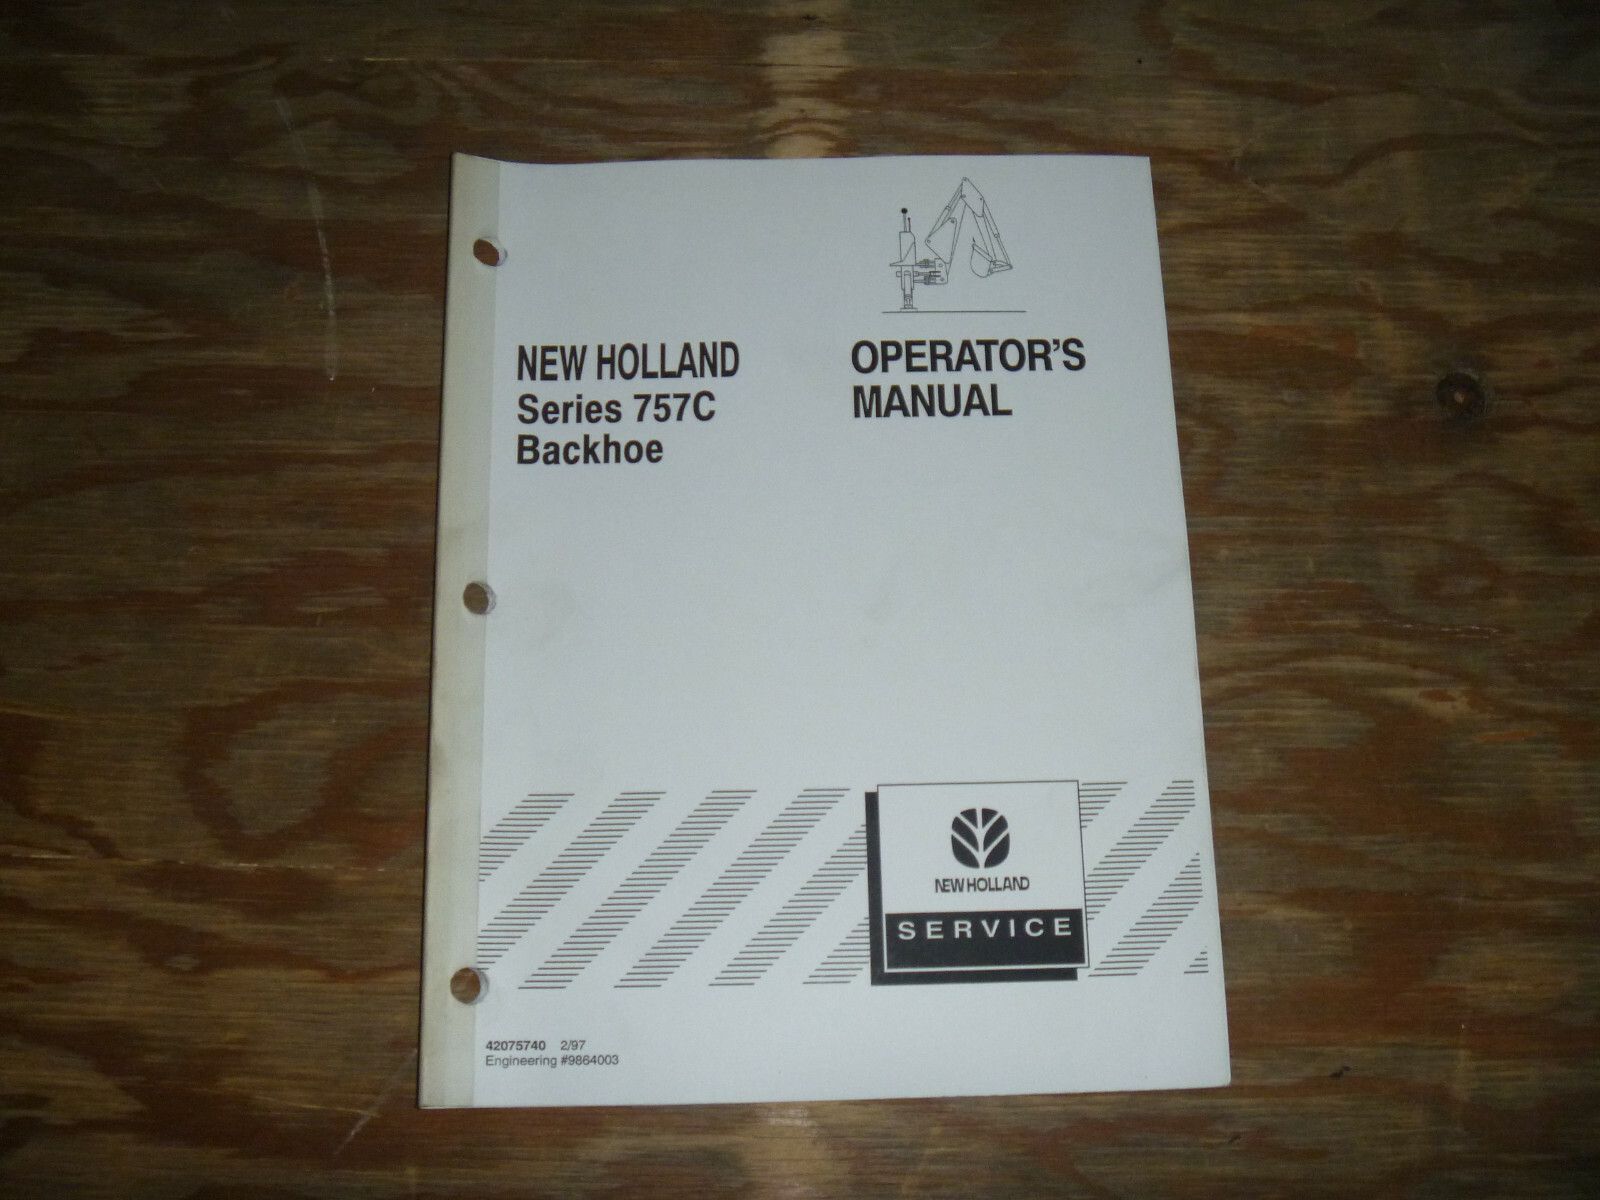 NEW HOLLAND
Series 757C
Backhoe
OPERATOR'S
MANUAL
NEW HOLLAND
SERVICE
42075740 2/97
Engineering #9864003